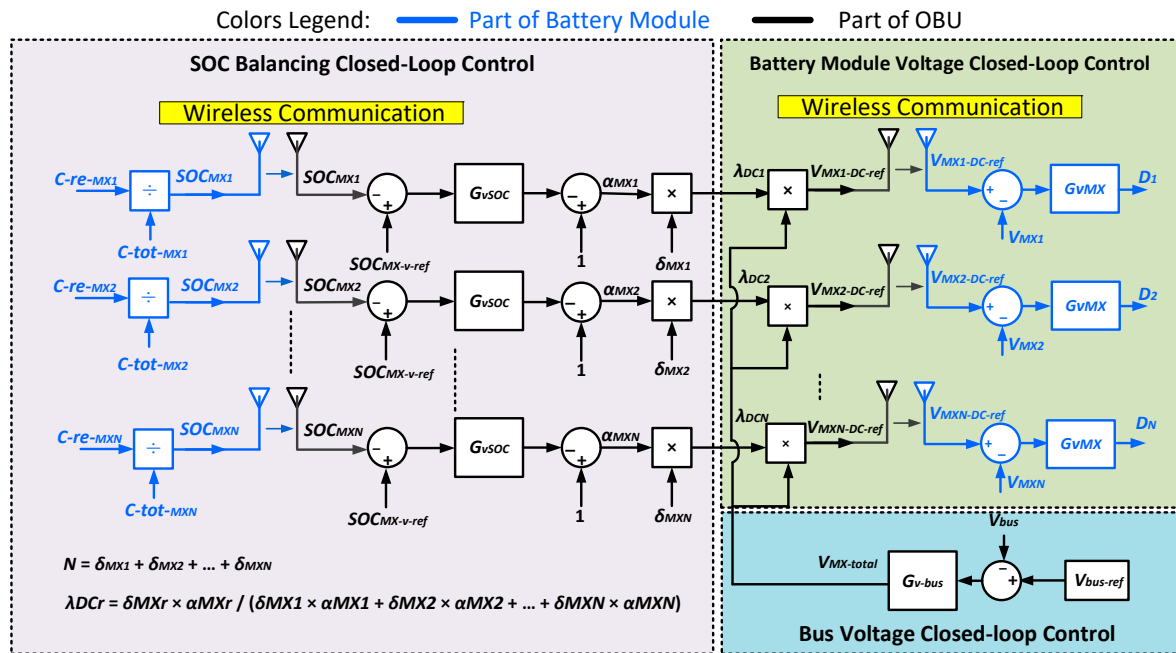 Colors Legend: Part of Battery Module Part of OBU
SOC Balancing Closed-Loop Control
Wireless Communication
C-re-MX1 ÷ SOCMX1 SOCMX1 − GvSOC − αMX1 ×
C-tot-MX1 SOCMX-v-ref + 1 δMX1
C-re-MX2 ÷ SOCMX2 SOCMX2 − GvSOC − αMX2 ×
C-tot-MX2 SOCMX-v-ref + 1 δMX2
C-re-MXN ÷ SOCMXN SOCMXN − GvSOC − αMXN ×
C-tot-MXN SOCMX-v-ref + 1 δMXN
N = δMX1 + δMX2 + ... + δMXN
λDCr = δMXr × αMXr / (δMX1 × αMX1 + δMX2 × αMX2 + ... + δMXN × αMXN)
Battery Module Voltage Closed-Loop Control
Wireless Communication
λDC1 × VMX1-DC-ref VMX1-DC-ref + − GvMX D1
VMX1
λDC2 × VMX2-DC-ref VMX2-DC-ref + − GvMX D2
VMX2
λDCN × VMXN-DC-ref VMXN-DC-ref + − GvMX DN
VMXN
Vbus
VMX-total Gv-bus − + Vbus-ref
Bus Voltage Closed-loop Control